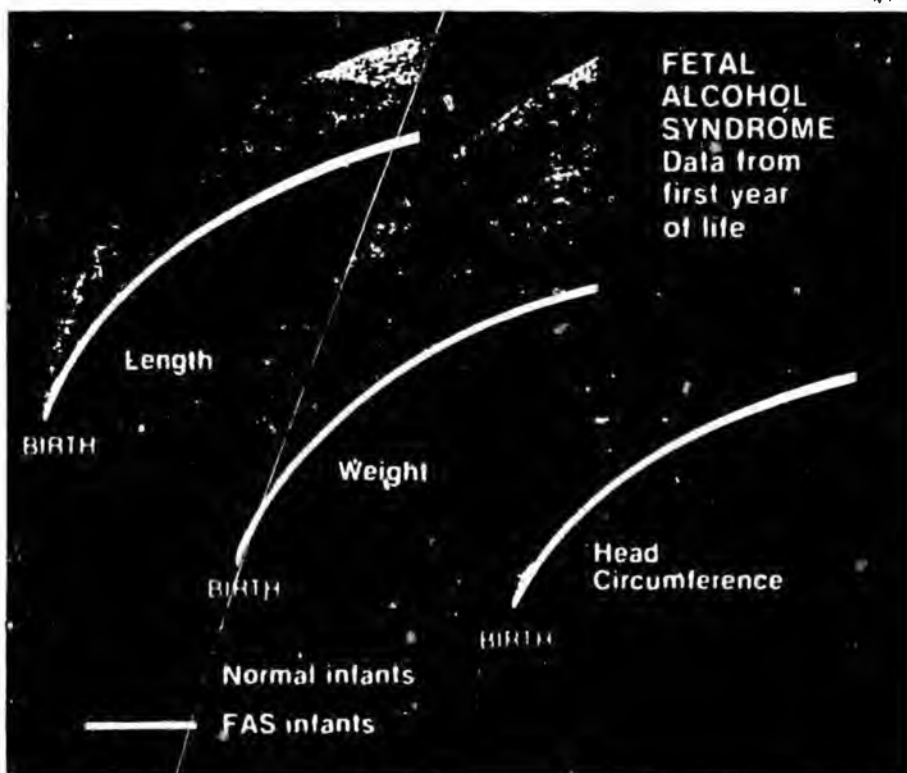 FETAL
ALCOHOL
SYNDROME
Data from
first year
of life
Length
BIRTH
Weight
BIRTH
Head
Circumference
BIRTH
Normal infants
FAS infants